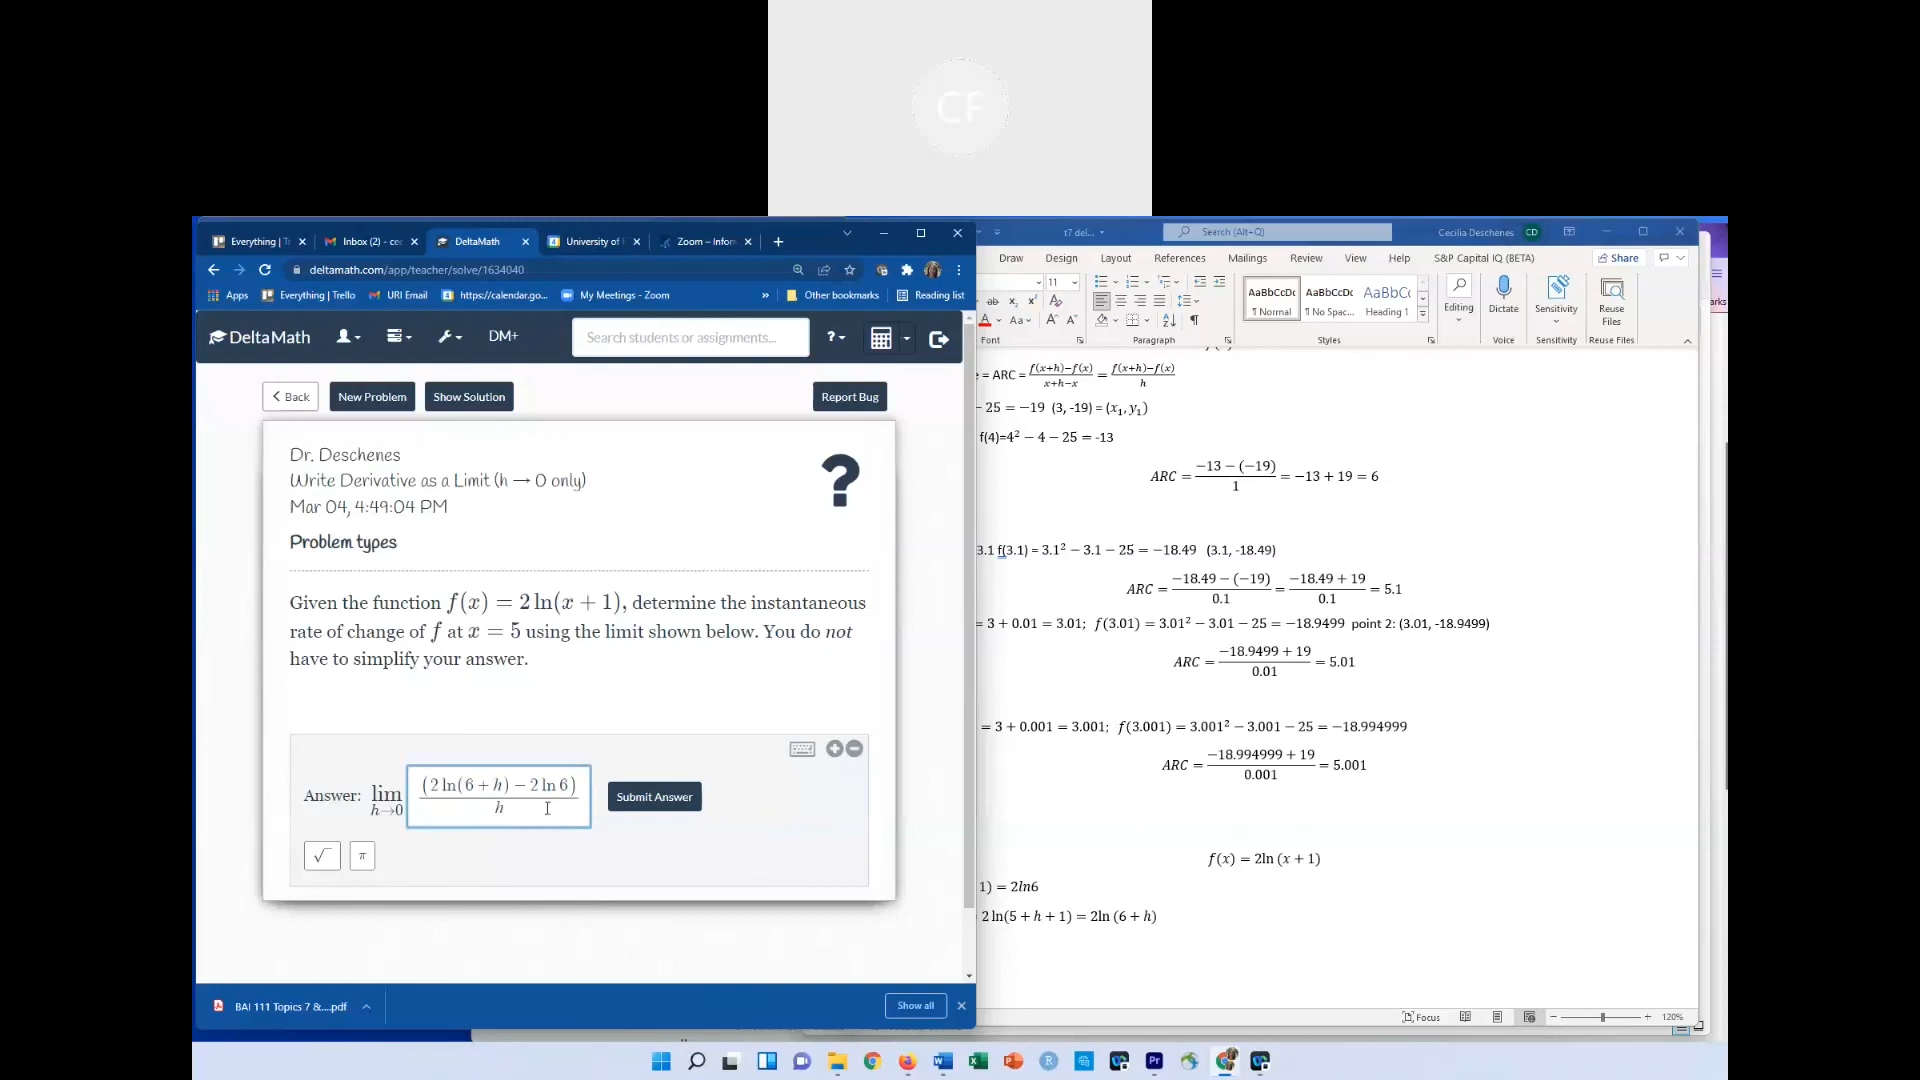 CF
Everything | T
Inbox (2) - cec
DeltaMath
University of
Zoom – Inform
deltamath.com/app/teacher/solve/1634040
Apps
Everything | Trello
URI Email
https://calendar.go...
My Meetings - Zoom
»
Other bookmarks
Reading list
DeltaMath
DM+
Search students or assignments...
?
Back
New Problem
Show Solution
Report Bug
Dr. Deschenes
Write Derivative as a Limit (h → 0 only)
Mar 04, 4:49:04 PM
Problem types
?
Given the function f(x) = 2 ln(x + 1), determine the instantaneous
rate of change of f at x = 5 using the limit shown below. You do not
have to simplify your answer.
Answer: lim h→0 (2 ln(6 + h) − 2 ln 6) / h
Submit Answer
√
π
BAI 111 Topics 7 &....pdf
Show all
t7 del...
Search (Alt+Q)
Cecilia Deschenes CD
Draw Design Layout References Mailings Review View Help S&P Capital IQ (BETA)
Share
11
AaBbCcDc AaBbCcDc AaBbCc
¶ Normal ¶ No Spac... Heading 1
Editing
Dictate
Sensitivity
Reuse Files
Font Paragraph Styles Voice Sensitivity Reuse Files
= ARC = f(x+h)−f(x) / x+h−x = f(x+h)−f(x) / h
- 25 = −19 (3, -19) = (x₁, y₁)
f(4)=4² − 4 − 25 = -13
ARC = −13 − (−19) / 1 = −13 + 19 = 6
3.1 f(3.1) = 3.1² − 3.1 − 25 = −18.49 (3.1, -18.49)
ARC = −18.49 − (−19) / 0.1 = −18.49 + 19 / 0.1 = 5.1
= 3 + 0.01 = 3.01; f(3.01) = 3.01² − 3.01 − 25 = −18.9499 point 2: (3.01, -18.9499)
ARC = −18.9499 + 19 / 0.01 = 5.01
= 3 + 0.001 = 3.001; f(3.001) = 3.001² − 3.001 − 25 = −18.994999
ARC = −18.994999 + 19 / 0.001 = 5.001
f(x) = 2ln (x + 1)
1) = 2ln6
2 ln(5 + h + 1) = 2ln (6 + h)
Focus
120%